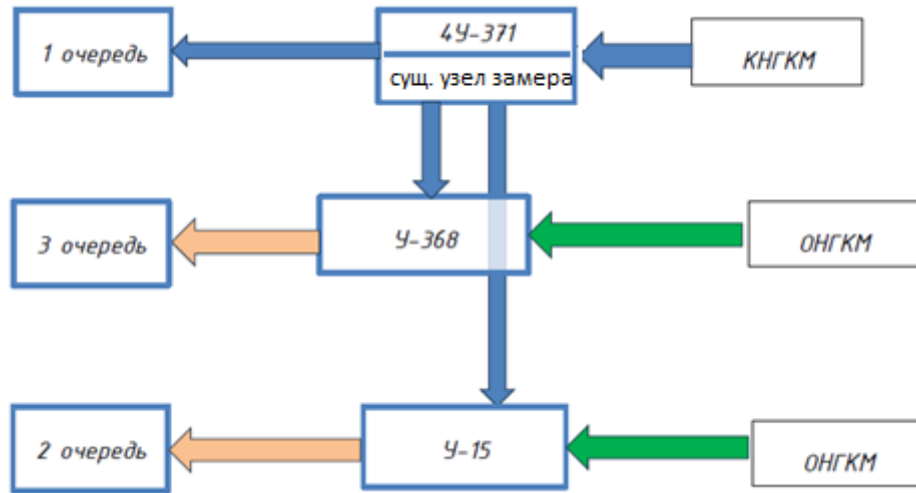 1 очередь
4У-371
сущ. узел замера
КНГКМ
3 очередь
У-368
ОНГКМ
2 очередь
У-15
ОНГКМ